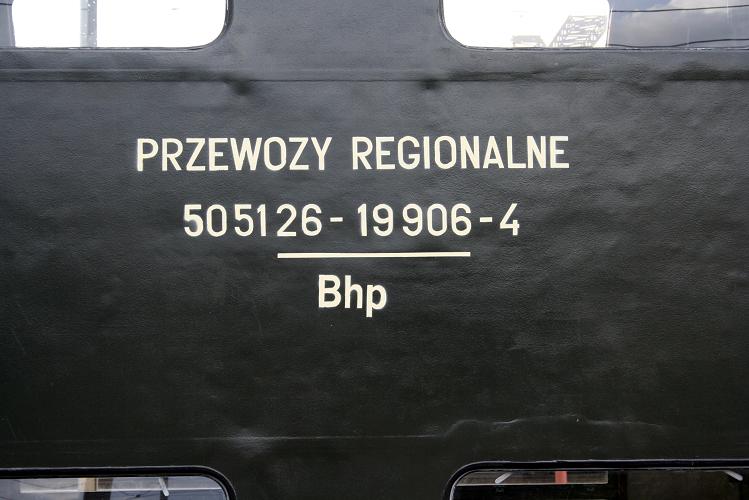 PRZEWOZY REGIONALNE
505126-19906-4
Bhp